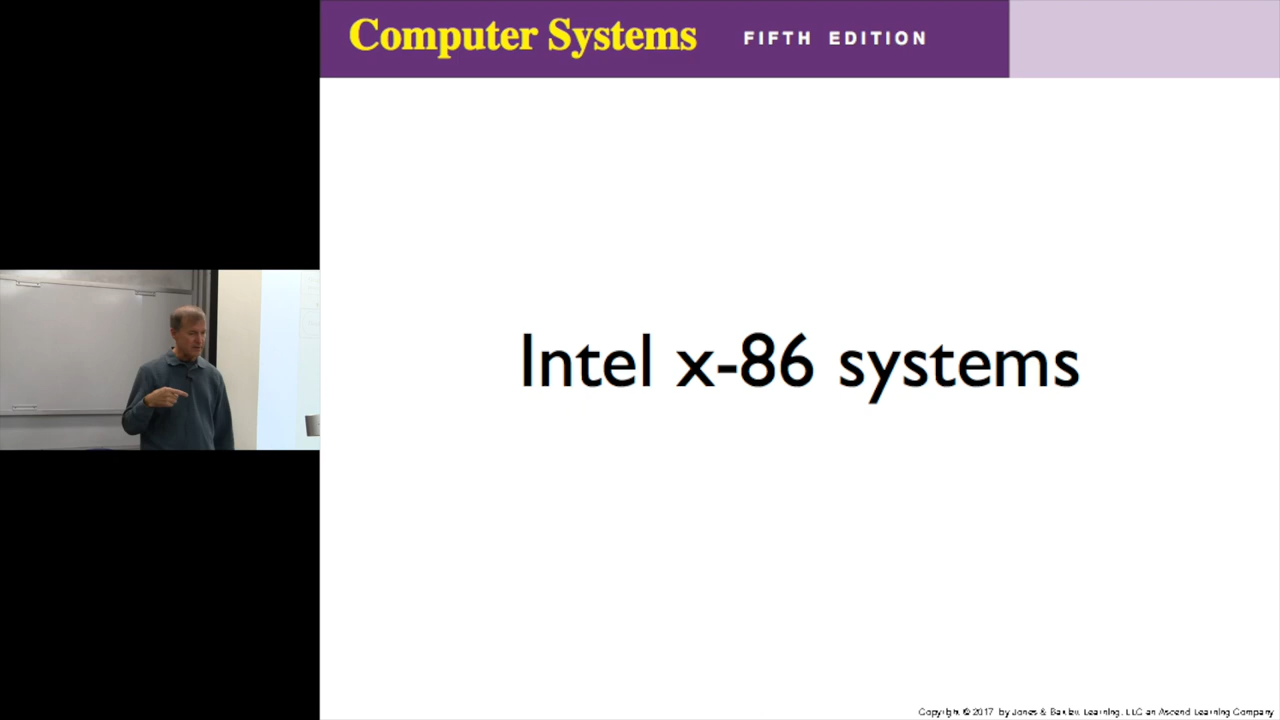 Computer Systems FIFTH EDITION
Intel x-86 systems
Copyright © 2017 by Jones & Bartlett Learning, LLC an Ascend Learning Company